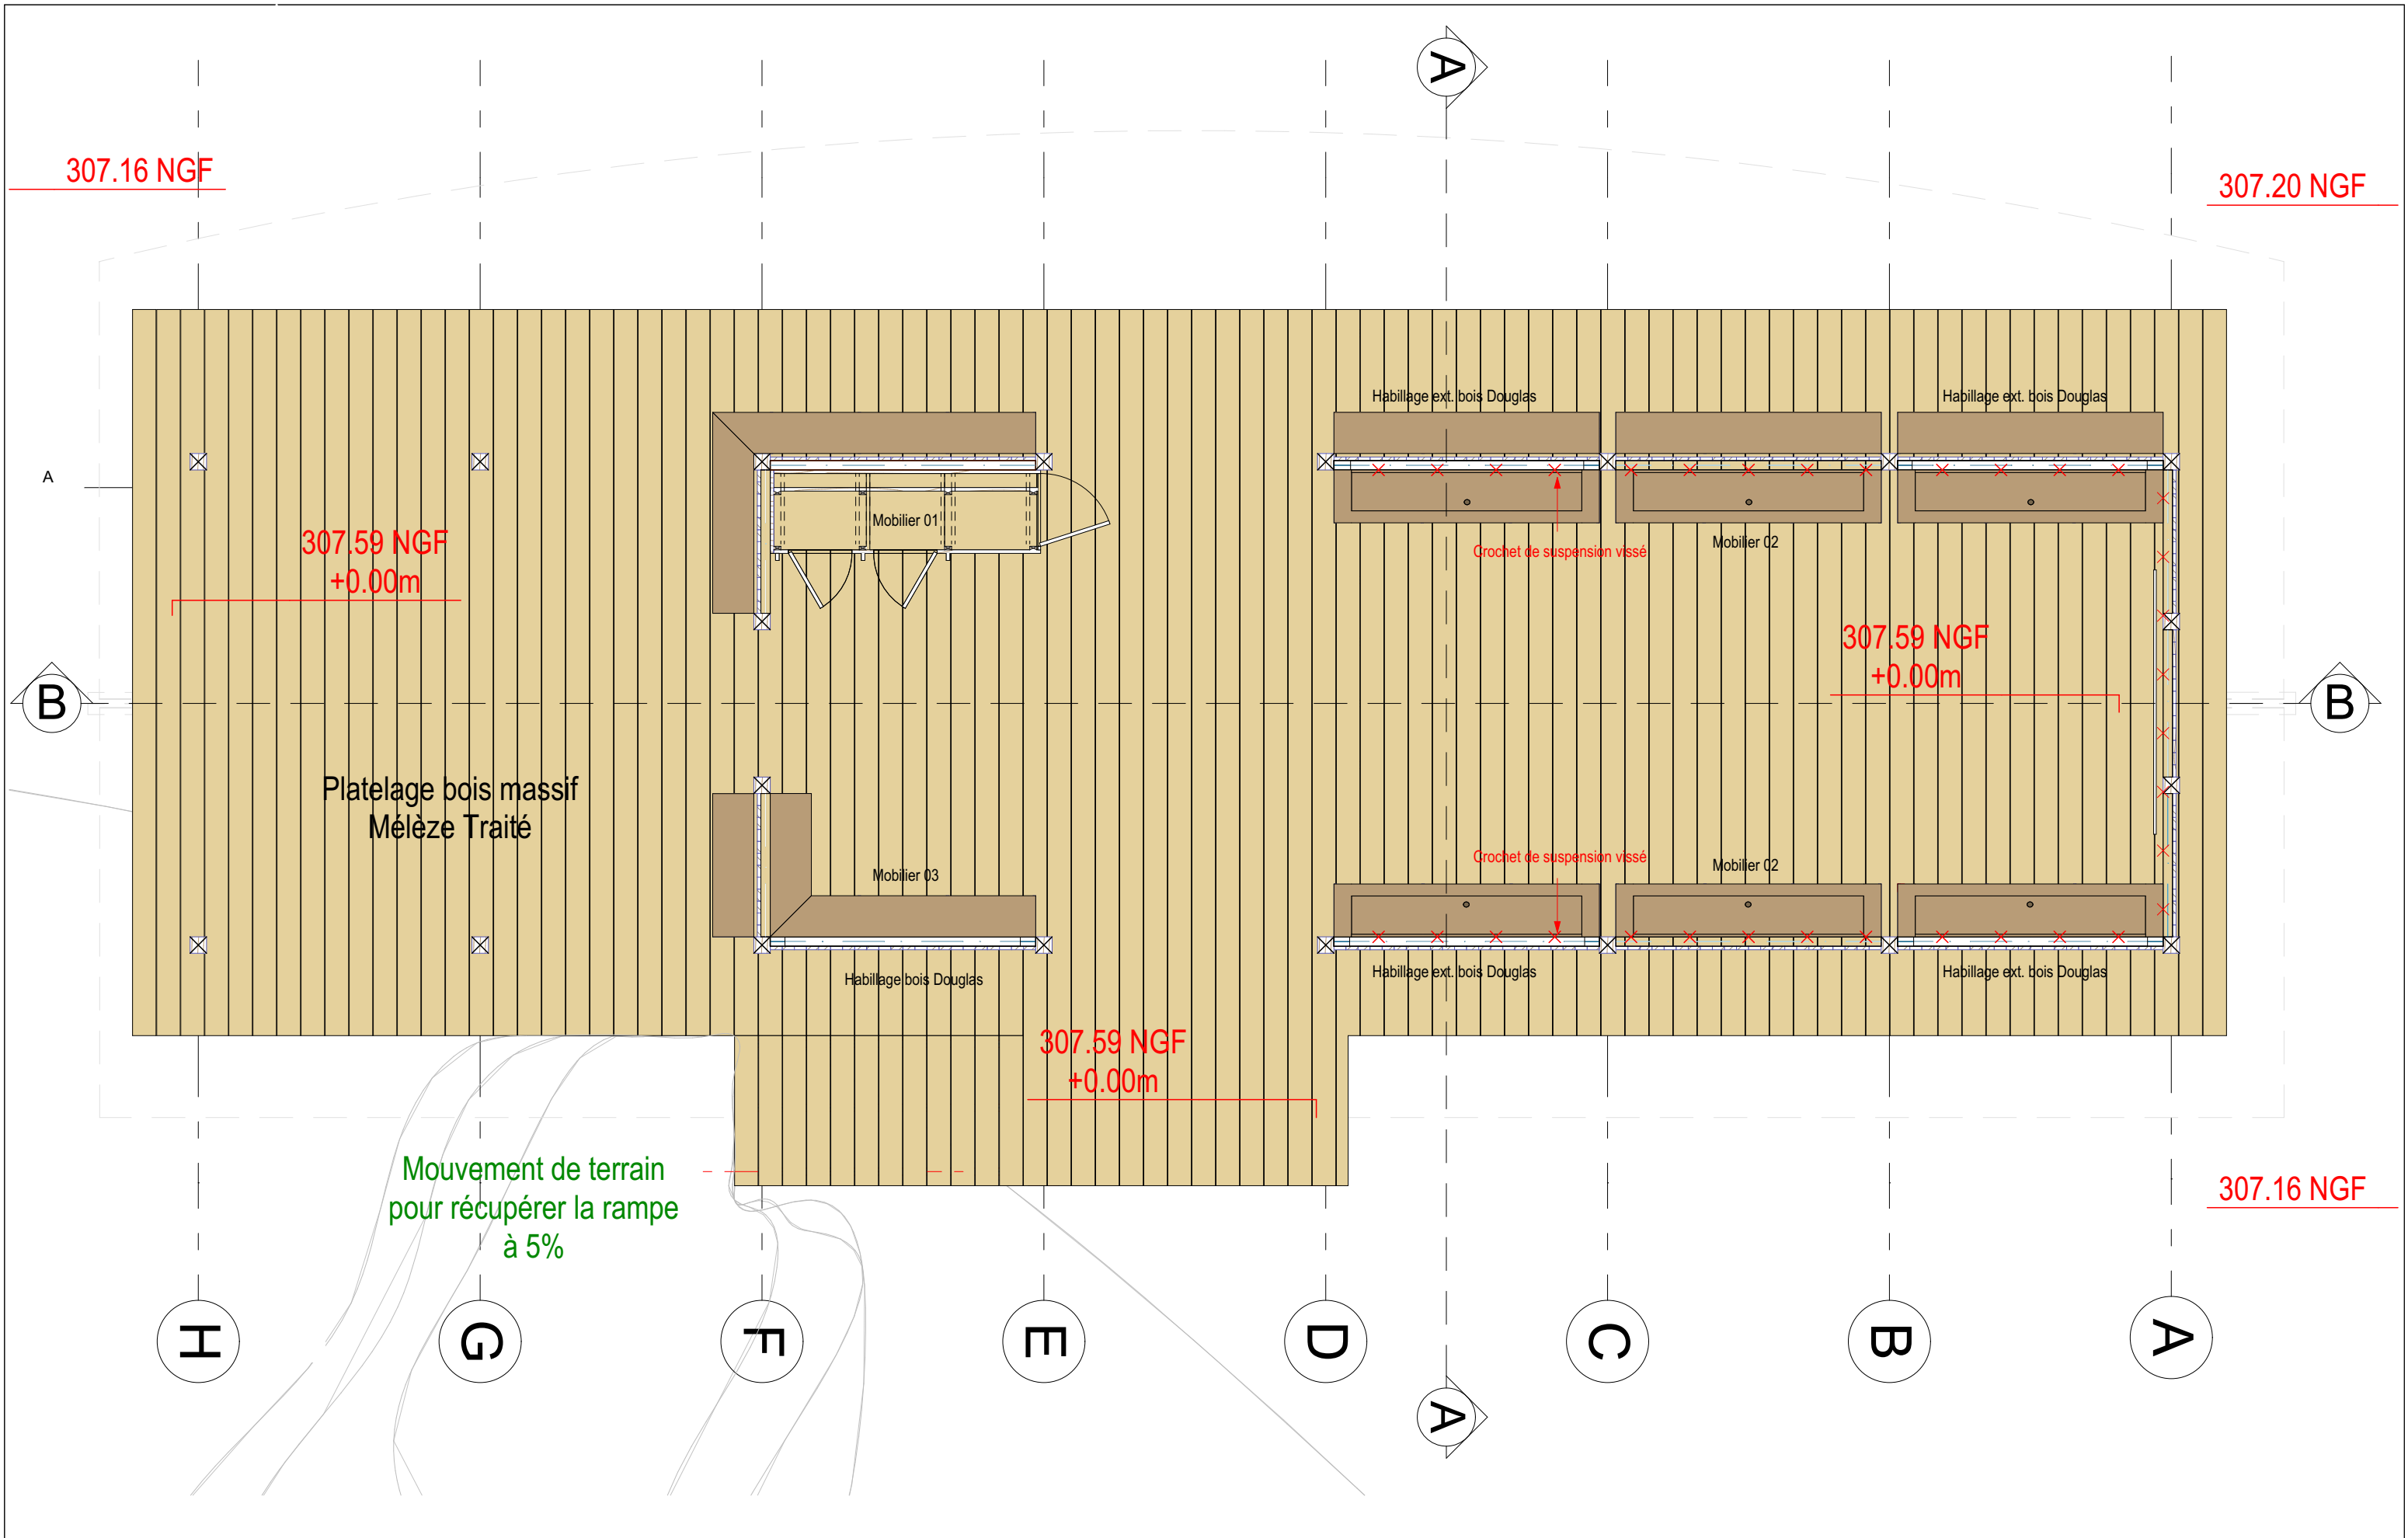 A
307.16 NGF
307.20 NGF
Habillage ext. bois Douglas
Habillage ext. bois Douglas
A
Mobilier 01
307.59 NGF
+0.00m
Crochet de suspension vissé
Mobilier 02
307.59 NGF
+0.00m
B
B
Platelage bois massif
Mélèze Traité
Crochet de suspension vissé
Mobilier 02
Mobilier 03
Habillage bois Douglas
Habillage ext. bois Douglas
Habillage ext. bois Douglas
307.59 NGF
+0.00m
Mouvement de terrain
pour récupérer la rampe
à 5%
307.16 NGF
H
G
F
E
D
C
B
A
A